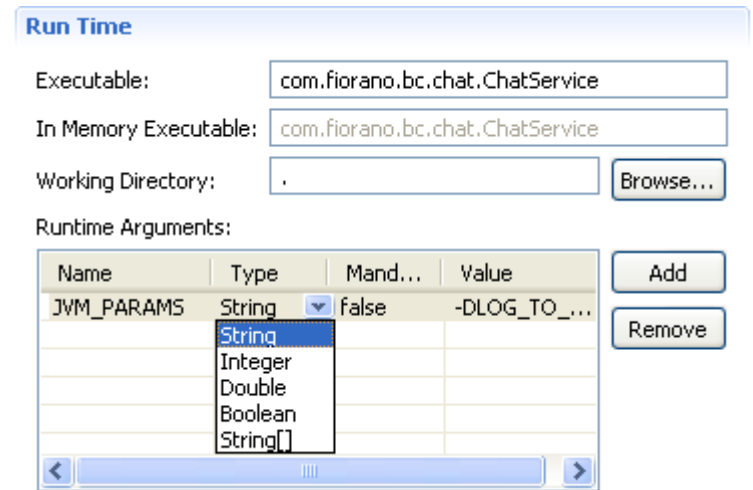 Run Time
Executable: com.fiorano.bc.chat.ChatService
In Memory Executable: com.fiorano.bc.chat.ChatService
Working Directory: . Browse...
Runtime Arguments:
Name Type Mand... Value Add
JVM_PARAMS String false -DLOG_TO_... Remove
String
Integer
Double
Boolean
String[]